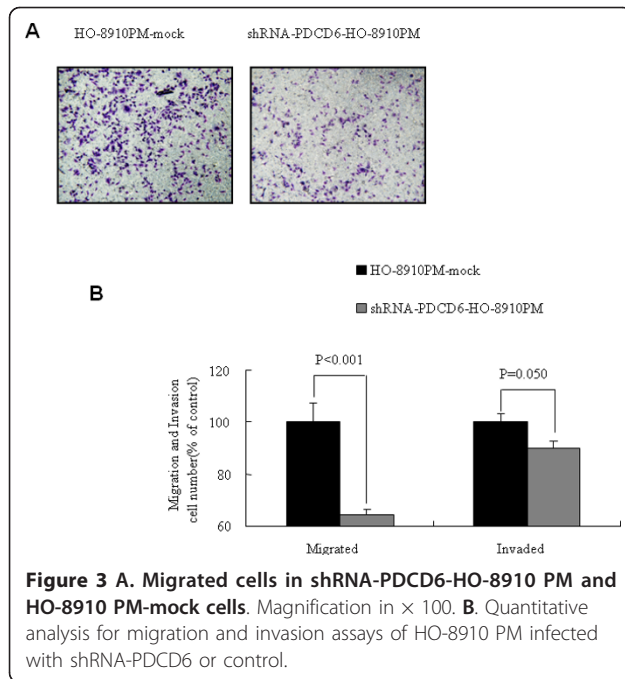 A
HO-8910PM-mock shRNA-PDCD6-HO-8910PM
HO-8910PM-mock
B
shRNA-PDCD6-HO-8910PM
Migration and Invasion
cell number(% of control)
120
100
80
60
P<0.001
P=0.050
Migrated Invaded
Figure 3 A. Migrated cells in shRNA-PDCD6-HO-8910 PM and
HO-8910 PM-mock cells. Magnification in × 100. B. Quantitative
analysis for migration and invasion assays of HO-8910 PM infected
with shRNA-PDCD6 or control.